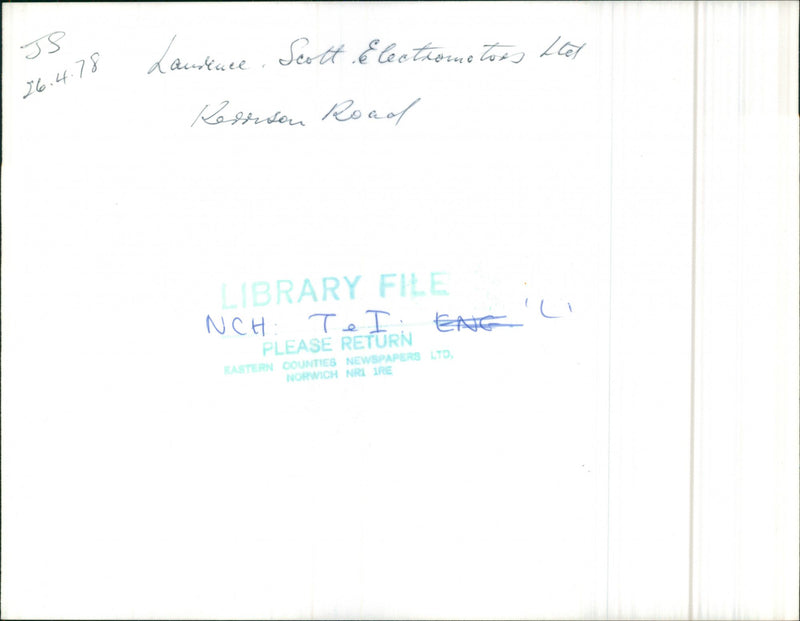 JS
26.4.78
Laurence. Scott. Electromotors Ltd
Kerrison Road
LIBRARY FILE
NCH: T e I. ENG 'L'
PLEASE RETURN
EASTERN COUNTIES NEWSPAPERS LTD.
NORWICH NR1 1RE